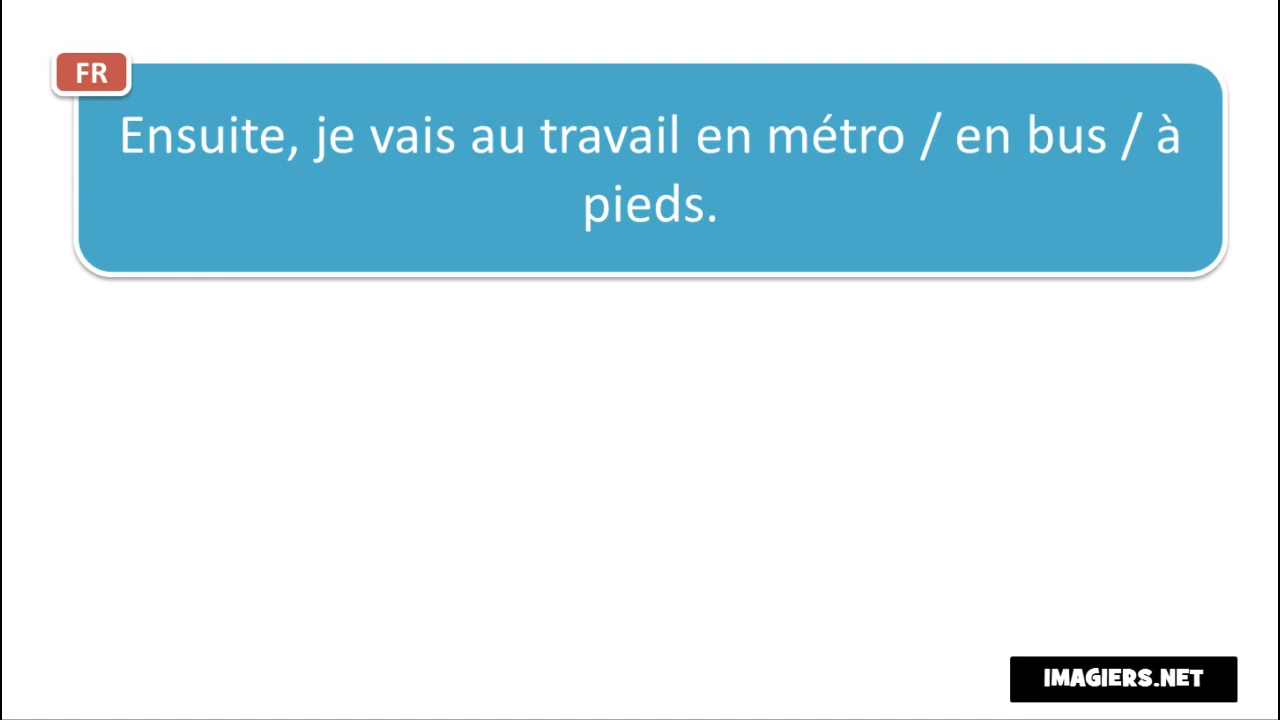 FR
Ensuite, je vais au travail en métro / en bus / à
pieds.
IMAGIERS.NET